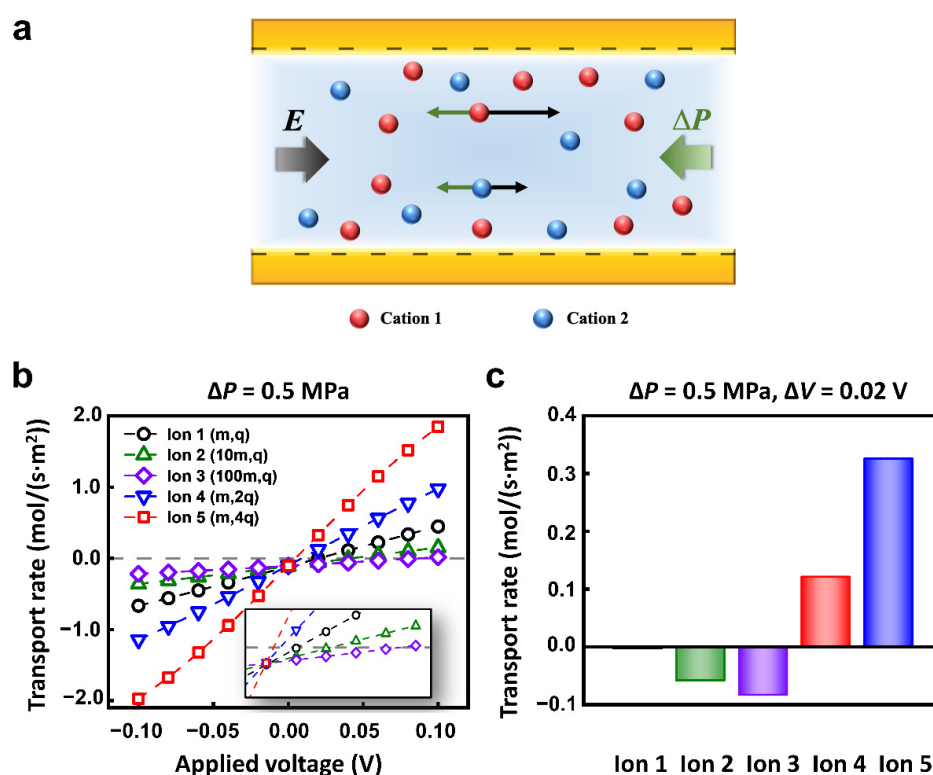 a
E
ΔP
Cation 1
Cation 2
b
ΔP = 0.5 MPa
Transport rate (mol/(s·m²))
2.0
1.0
0.0
−1.0
−2.0
Ion 1 (m,q)
Ion 2 (10m,q)
Ion 3 (100m,q)
Ion 4 (m,2q)
Ion 5 (m,4q)
−0.10
−0.05
0.00
0.05
0.10
Applied voltage (V)
c
ΔP = 0.5 MPa, ΔV = 0.02 V
Transport rate (mol/(s·m²))
0.4
0.3
0.2
0.1
0.0
−0.1
Ion 1 Ion 2 Ion 3 Ion 4 Ion 5